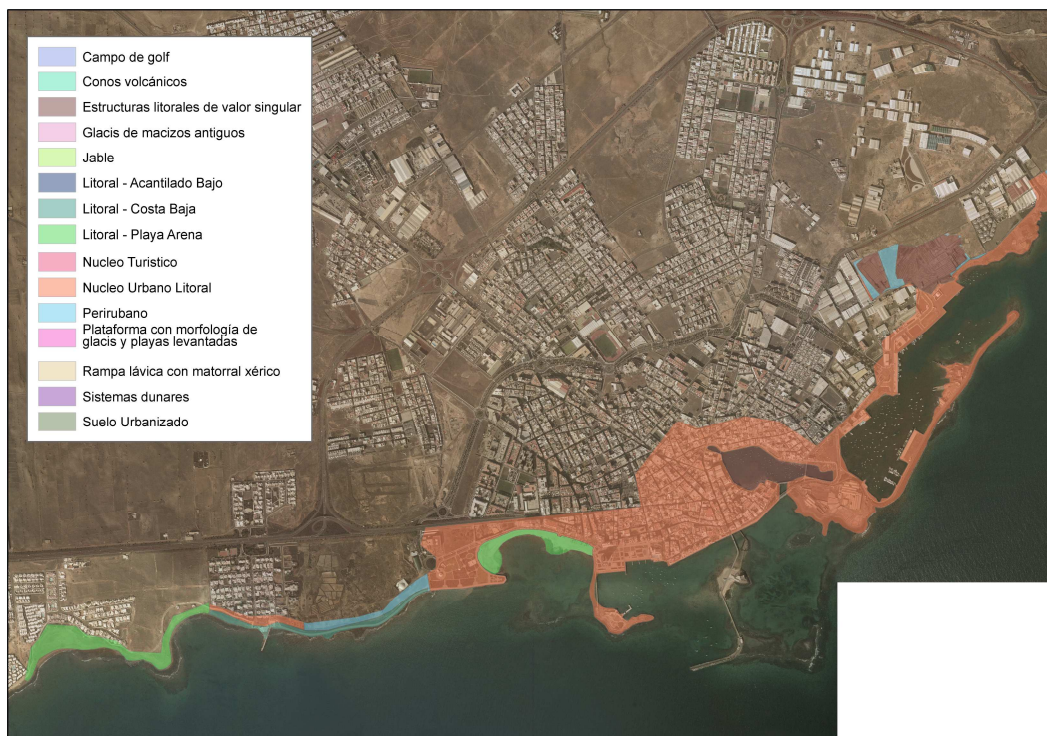 Campo de golf
Conos volcánicos
Estructuras litorales de valor singular
Glacis de macizos antiguos
Jable
Litoral - Acantilado Bajo
Litoral - Costa Baja
Litoral - Playa Arena
Nucleo Turistico
Nucleo Urbano Litoral
Perirubano
Plataforma con morfología de
glacis y playas levantadas
Rampa lávica con matorral xérico
Sistemas dunares
Suelo Urbanizado